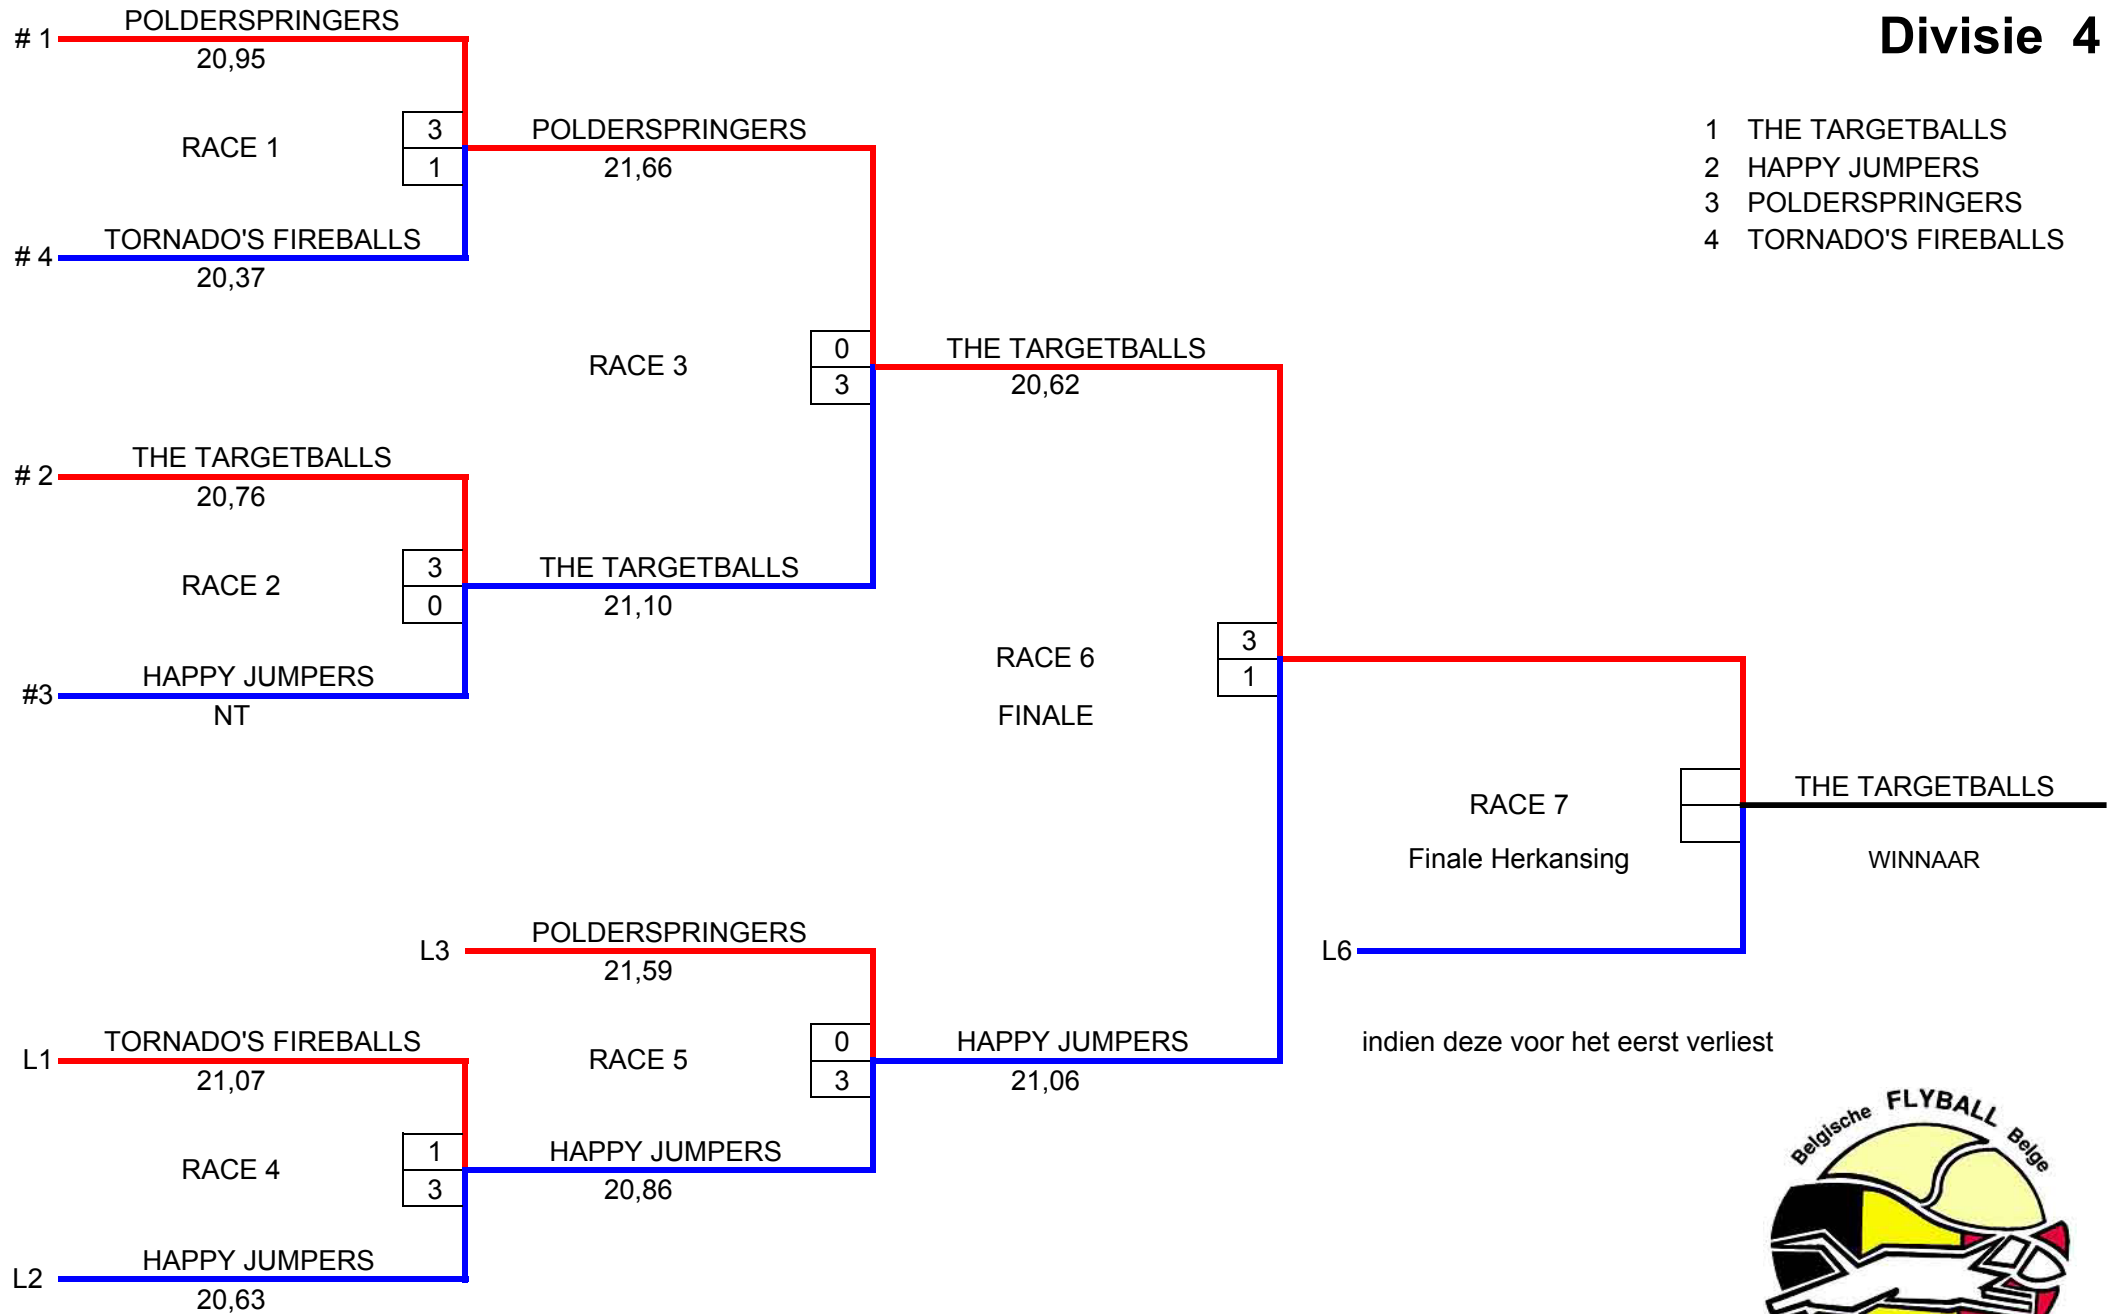 Divisie 4
1 THE TARGETBALLS
2 HAPPY JUMPERS
3 POLDERSPRINGERS
4 TORNADO'S FIREBALLS
# 1
POLDERSPRINGERS
20,95
RACE 1
3
1
# 4
TORNADO'S FIREBALLS
20,37
POLDERSPRINGERS
21,66
RACE 3
0
3
# 2
THE TARGETBALLS
20,76
RACE 2
3
0
#3
HAPPY JUMPERS
NT
THE TARGETBALLS
21,10
THE TARGETBALLS
20,62
RACE 6
FINALE
3
1
RACE 7
Finale Herkansing
THE TARGETBALLS
WINNAAR
L6
indien deze voor het eerst verliest
L3
POLDERSPRINGERS
21,59
RACE 5
0
3
HAPPY JUMPERS
21,06
L1
TORNADO'S FIREBALLS
21,07
RACE 4
1
3
HAPPY JUMPERS
20,86
L2
HAPPY JUMPERS
20,63
Belgische FLYBALL Belge